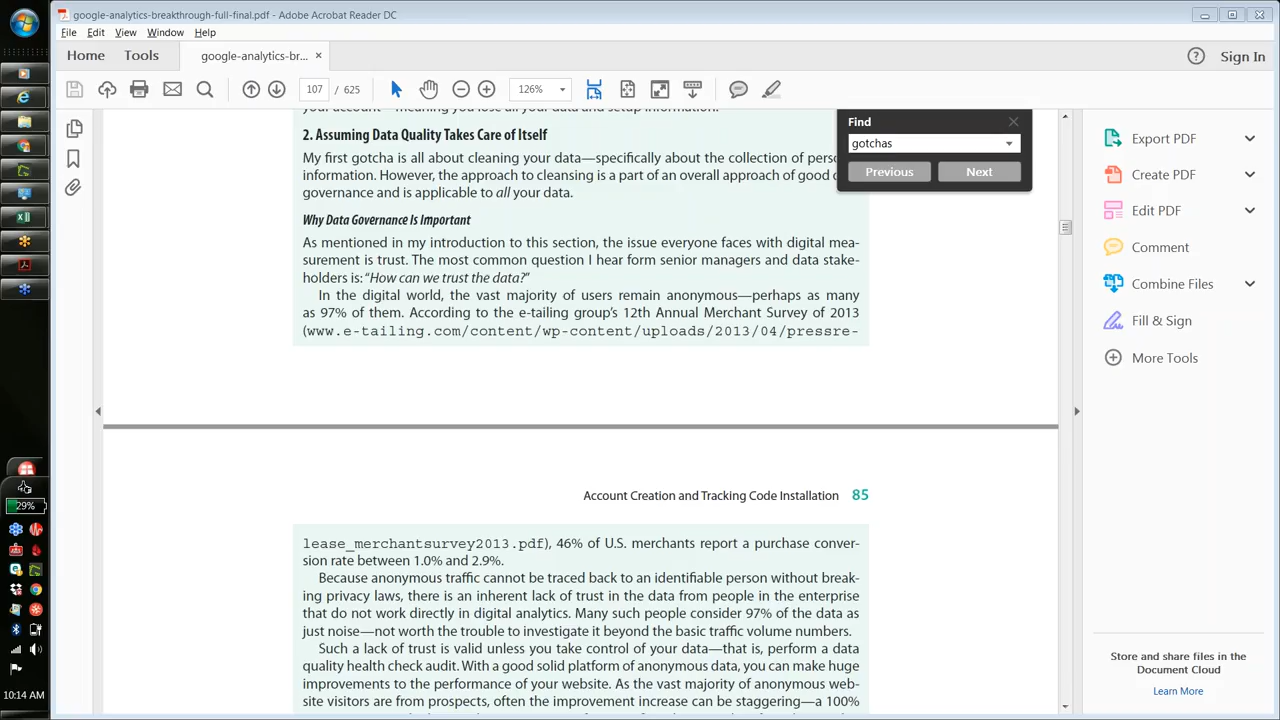 google-analytics-breakthrough-full-final.pdf - Adobe Acrobat Reader DC
File Edit View Window Help
Home Tools google-analytics-br... × Sign In
107 / 625 126%
Find
gotchas
Previous Next
2. Assuming Data Quality Takes Care of Itself
My first gotcha is all about cleaning your data—specifically about the collection of
information. However, the approach to cleansing is a part of an overall approach of good
governance and is applicable to all your data.
Why Data Governance Is Important
As mentioned in my introduction to this section, the issue everyone faces with digital mea-
surement is trust. The most common question I hear form senior managers and data stake-
holders is: “How can we trust the data?”
In the digital world, the vast majority of users remain anonymous—perhaps as many
as 97% of them. According to the e-tailing group’s 12th Annual Merchant Survey of 2013
(www.e-tailing.com/content/wp-content/uploads/2013/04/pressre-
Account Creation and Tracking Code Installation 85
lease_merchantsurvey2013.pdf), 46% of U.S. merchants report a purchase conver-
sion rate between 1.0% and 2.9%.
Because anonymous traffic cannot be traced back to an identifiable person without break-
ing privacy laws, there is an inherent lack of trust in the data from people in the enterprise
that do not work directly in digital analytics. Many such people consider 97% of the data as
just noise—not worth the trouble to investigate it beyond the basic traffic volume numbers.
Such a lack of trust is valid unless you take control of your data—that is, perform a data
quality health check audit. With a good solid platform of anonymous data, you can make huge
improvements to the performance of your website. As the vast majority of anonymous web-
site visitors are from prospects, often the improvement increase can be staggering—a 100%
Export PDF
Create PDF
Edit PDF
Comment
Combine Files
Fill & Sign
More Tools
Store and share files in the
Document Cloud
Learn More
29%
10:14 AM